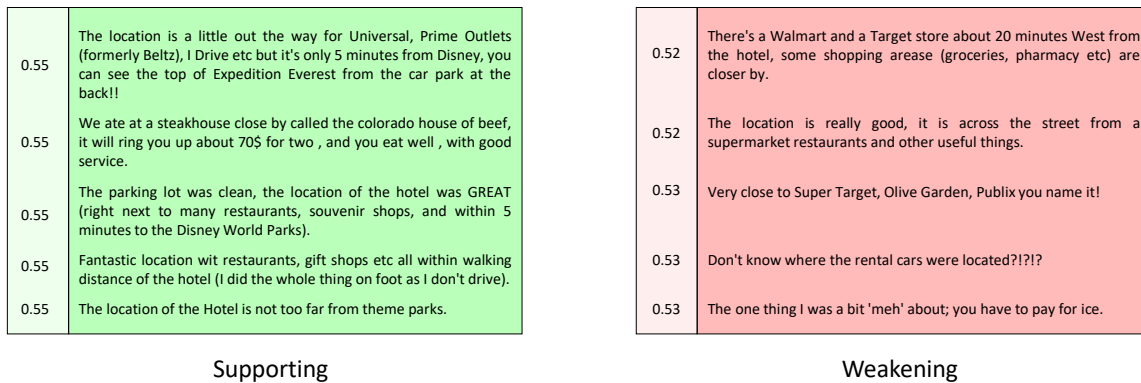 0.55
The location is a little out the way for Universal, Prime Outlets
(formerly Beltz), I Drive etc but it's only 5 minutes from Disney, you
can see the top of Expedition Everest from the car park at the
back!!
0.55
We ate at a steakhouse close by called the colorado house of beef,
it will ring you up about 70$ for two , and you eat well , with good
service.
0.55
The parking lot was clean, the location of the hotel was GREAT
(right next to many restaurants, souvenir shops, and within 5
minutes to the Disney World Parks).
0.55
Fantastic location wit restaurants, gift shops etc all within walking
distance of the hotel (I did the whole thing on foot as I don't drive).
0.55
The location of the Hotel is not too far from theme parks.
Supporting
0.52
There's a Walmart and a Target store about 20 minutes West from
the hotel, some shopping arease (groceries, pharmacy etc) are
closer by.
0.52
The location is really good, it is across the street from a
supermarket restaurants and other useful things.
0.53
Very close to Super Target, Olive Garden, Publix you name it!
0.53
Don't know where the rental cars were located?!?!?
0.53
The one thing I was a bit 'meh' about; you have to pay for ice.
Weakening